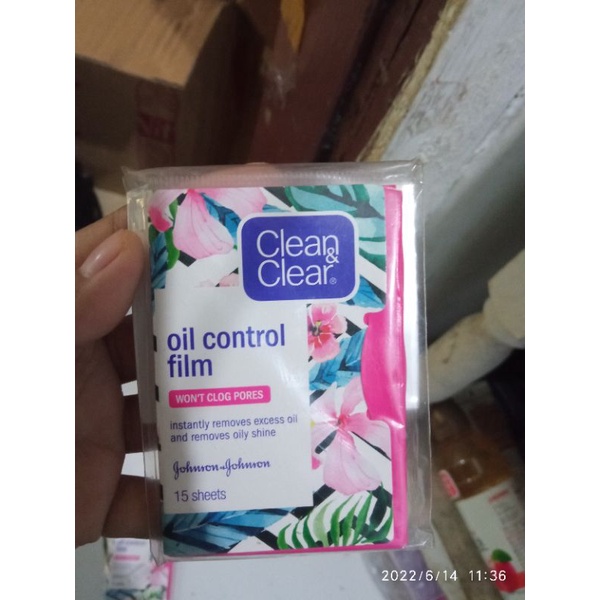 Clean
&
Clear®
oil control
film
WON'T CLOG PORES
instantly removes excess oil
and removes oily shine
Johnson&Johnson
15 sheets
2022/6/14 11:36